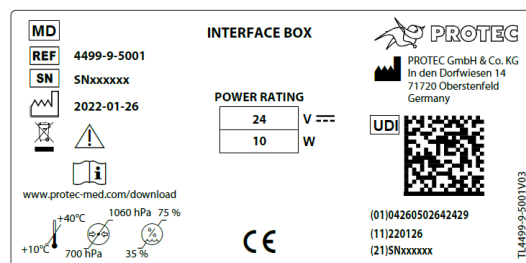 MD
REF 4499-9-5001
SN SNxxxxxx
2022-01-26
www.protec-med.com/download
+10°C +40°C
700 hPa 1060 hPa
35 % % 75 %
INTERFACE BOX
POWER RATING
24 V
10 W
CE
PROTEC
PROTEC GmbH & Co. KG
In den Dorfwiesen 14
71720 Oberstenfeld
Germany
UDI
(01)04260502642429
(11)220126
(21)SNxxxxxx
TL4499-9-5001V03